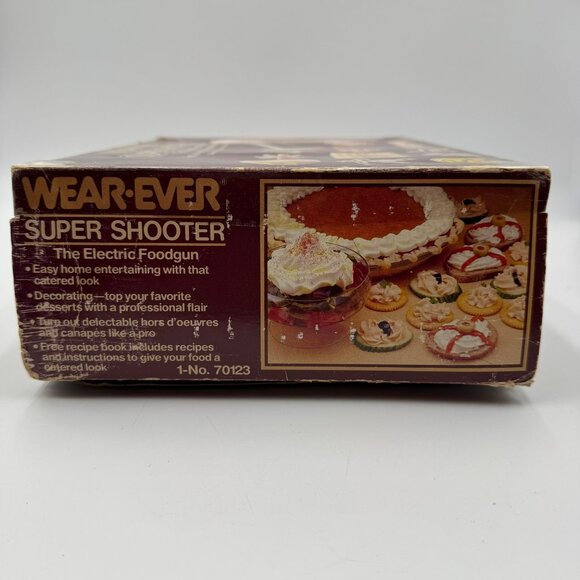 WEAR·EVER®
SUPER SHOOTER
The Electric Foodgun
• Easy home entertaining with that
catered look
• Decorating—top your favorite
desserts with a professional flair
• Turn out delectable hors d'oeuvres
and canapes like a pro
• Free recipe book includes recipes
and instructions to give your food a
catered look
1-No. 70123